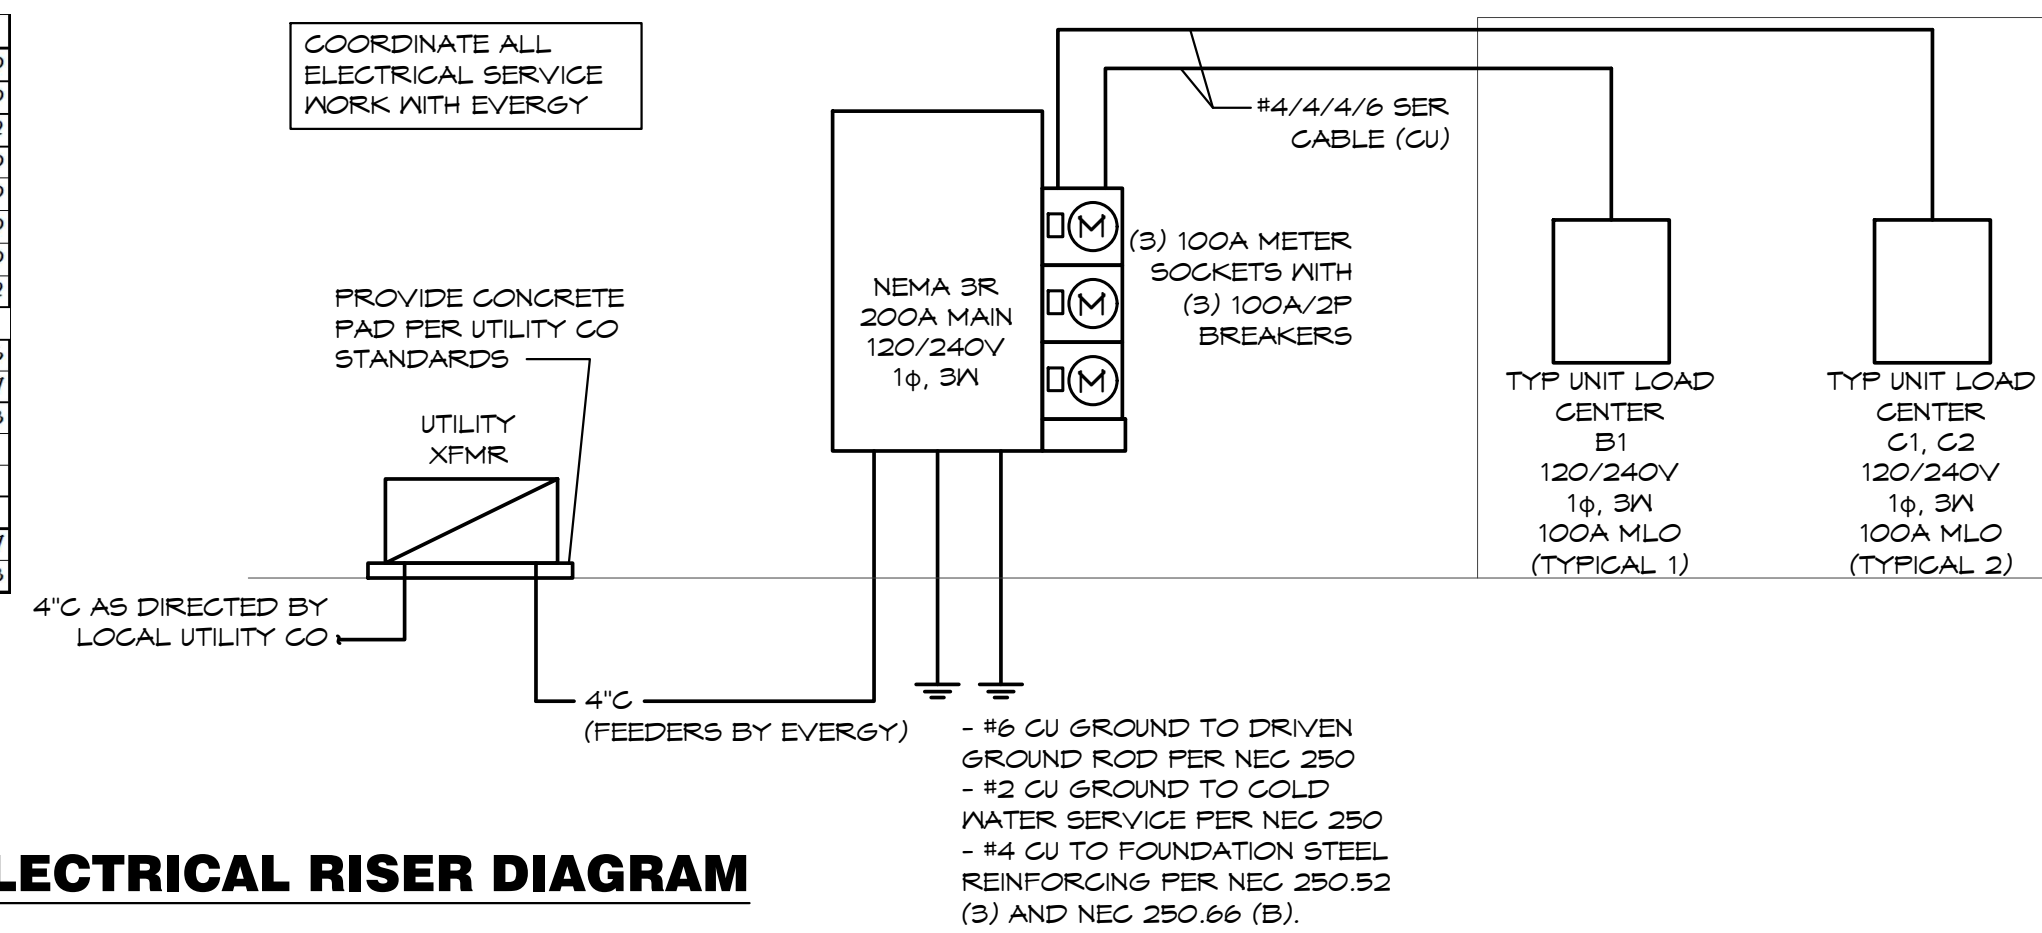 COORDINATE ALL
ELECTRICAL SERVICE
WORK WITH EVERGY
#4/4/4/6 SER
CABLE (CU)
M
M
M
(3) 100A METER
SOCKETS WITH
(3) 100A/2P
BREAKERS
NEMA 3R
200A MAIN
120/240V
1ϕ, 3W
PROVIDE CONCRETE
PAD PER UTILITY CO
STANDARDS
UTILITY
XFMR
TYP UNIT LOAD
CENTER
B1
120/240V
1ϕ, 3W
100A MLO
(TYPICAL 1)
TYP UNIT LOAD
CENTER
C1, C2
120/240V
1ϕ, 3W
100A MLO
(TYPICAL 2)
4"C AS DIRECTED BY
LOCAL UTILITY CO
4"C
(FEEDERS BY EVERGY)
- #6 CU GROUND TO DRIVEN
GROUND ROD PER NEC 250
- #2 CU GROUND TO COLD
WATER SERVICE PER NEC 250
- #4 CU TO FOUNDATION STEEL
REINFORCING PER NEC 250.52
(3) AND NEC 250.66 (B).
LECTRICAL RISER DIAGRAM